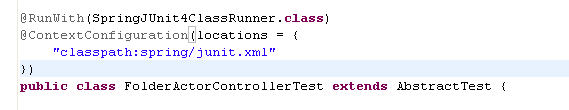 @RunWith(SpringJUnit4ClassRunner.class)
@ContextConfiguration(locations = {
"classpath:spring/junit.xml"
})
public class FolderActorControllerTest extends AbstractTest {